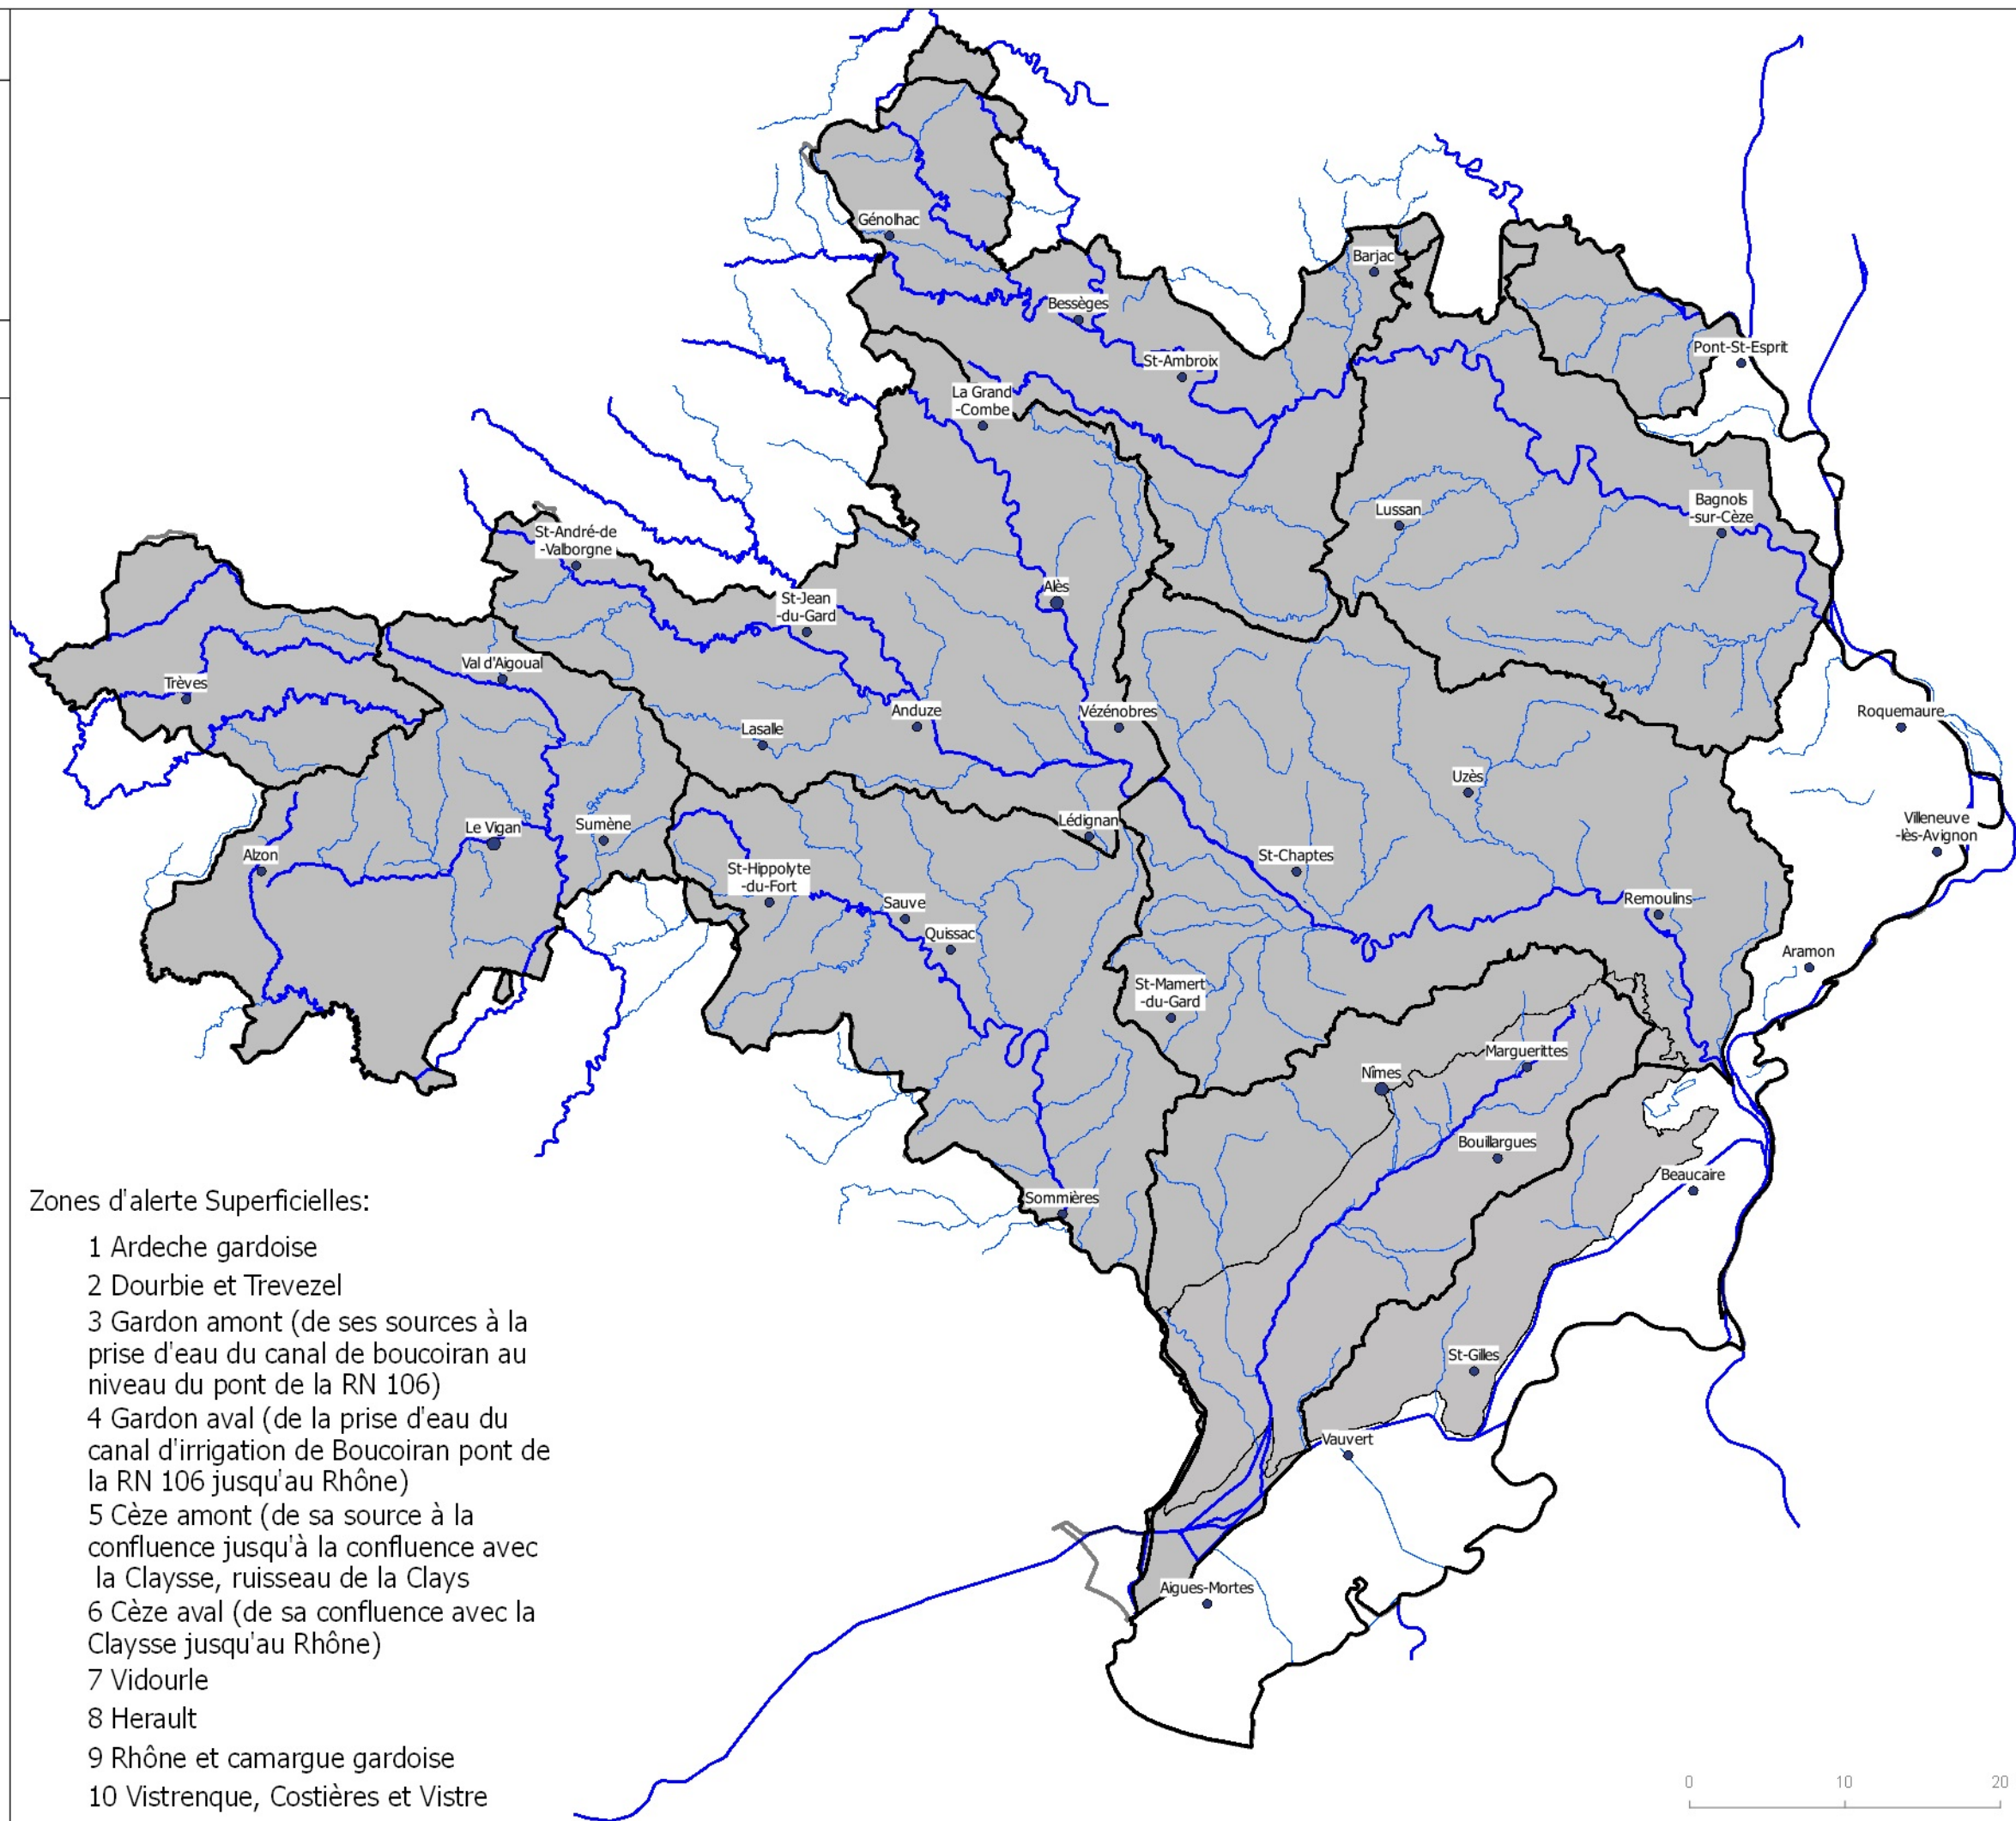 Génolhac
Barjac
Bessèges
Pont-St-Esprit
St-Ambroix
La Grand
-Combe
Bagnols
-sur-Cèze
Lussan
St-André-de
-Valborgne
Alès
St-Jean
-du-Gard
Val d'Aigoual
Trèves
Anduze
Vézénobres
Roquemaure
Lasalle
Uzès
Villeneuve
-lès-Avignon
Lédignan
Le Vigan
Sumène
Alzon
St-Chaptes
St-Hippolyte
-du-Fort
Sauve
Remoulins
Quissac
Aramon
St-Mamert
-du-Gard
Marguerittes
Nîmes
Bouillargues
Beaucaire
Sommières
St-Gilles
Vauvert
Aigues-Mortes
Zones d'alerte Superficielles:
1 Ardeche gardoise
2 Dourbie et Trevezel
3 Gardon amont (de ses sources à la
prise d'eau du canal de boucoiran au
niveau du pont de la RN 106)
4 Gardon aval (de la prise d'eau du
canal d'irrigation de Boucoiran pont de
la RN 106 jusqu'au Rhône)
5 Cèze amont (de sa source à la
confluence jusqu'à la confluence avec
la Claysse, ruisseau de la Clays
6 Cèze aval (de sa confluence avec la
Claysse jusqu'au Rhône)
7 Vidourle
8 Herault
9 Rhône et camargue gardoise
10 Vistrenque, Costières et Vistre
0 10 20